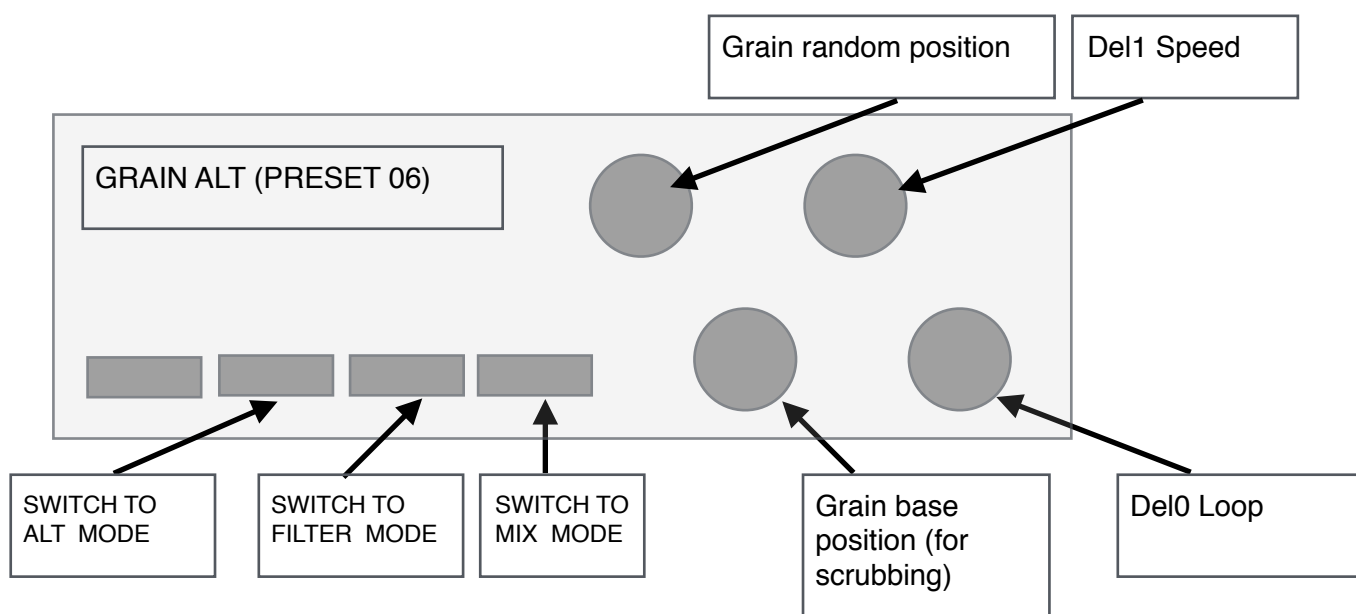 Grain random position
Del1 Speed
GRAIN ALT (PRESET 06)
SWITCH TO
ALT MODE
SWITCH TO
FILTER MODE
SWITCH TO
MIX MODE
Grain base
position (for
scrubbing)
Del0 Loop